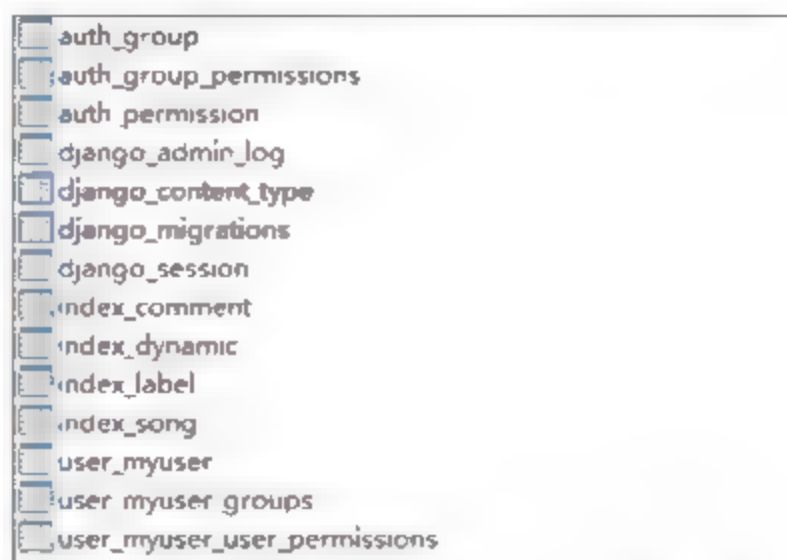 auth_group
auth_group_permissions
auth_permission
django_admin_log
django_content_type
django_migrations
django_session
index_comment
index_dynamic
index_label
index_song
user_myuser
user_myuser_groups
user_myuser_user_permissions